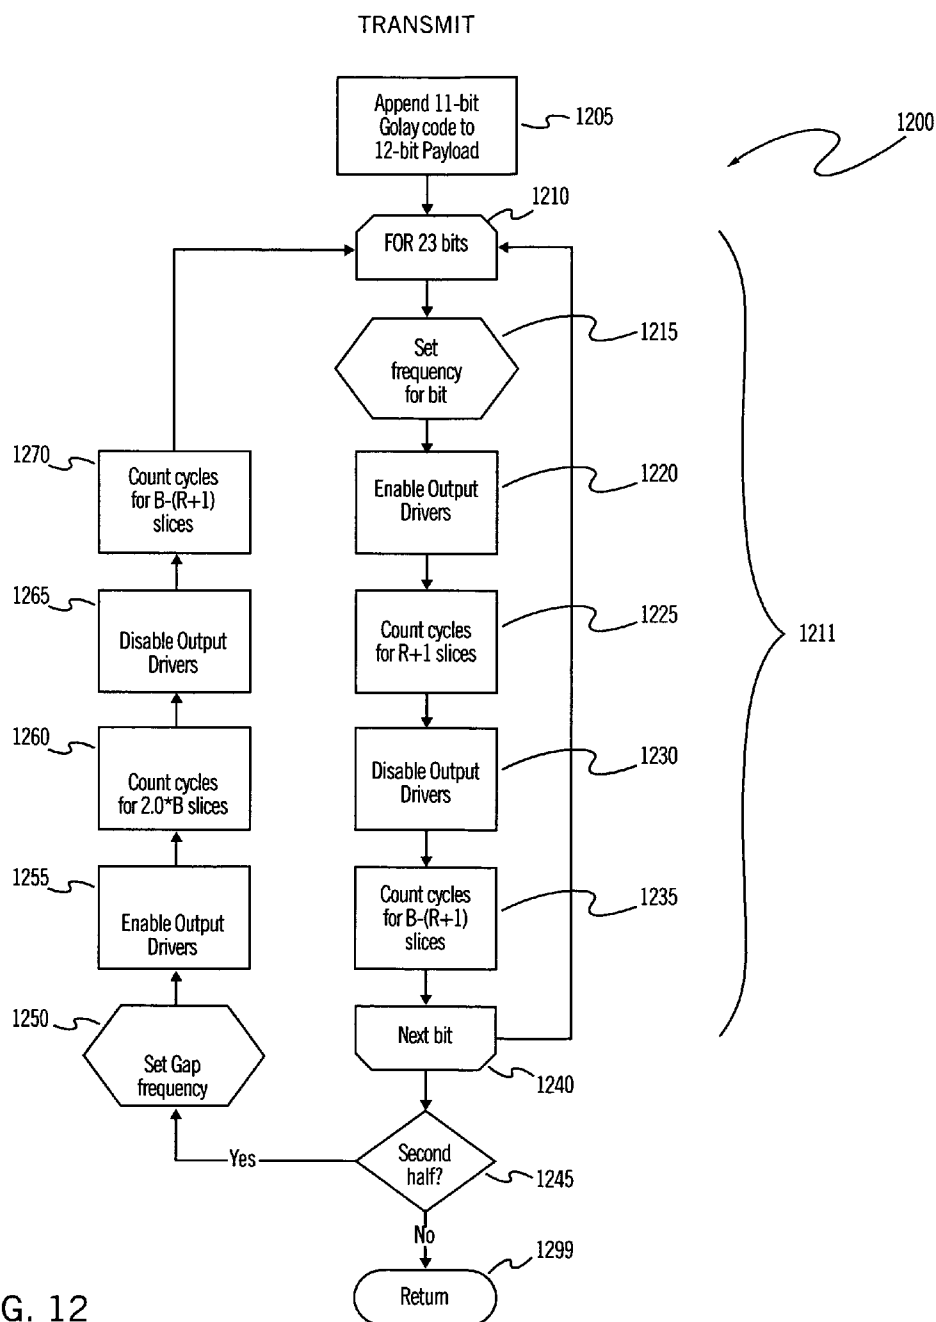 TRANSMIT
Append 11-bit
Golay code to
12-bit Payload
1205
1200
1210
FOR 23 bits
1215
Set
frequency
for bit
1270
Count cycles
for B-(R+1)
slices
1220
Enable Output
Drivers
1265
Disable Output
Drivers
1225
Count cycles
for R+1 slices
1211
1260
Count cycles
for 2.0*B slices
1230
Disable Output
Drivers
1255
Enable Output
Drivers
1235
Count cycles
for B-(R+1)
slices
1250
Set Gap
frequency
Next bit
1240
Yes
Second
half?
1245
No
1299
Return
G. 12